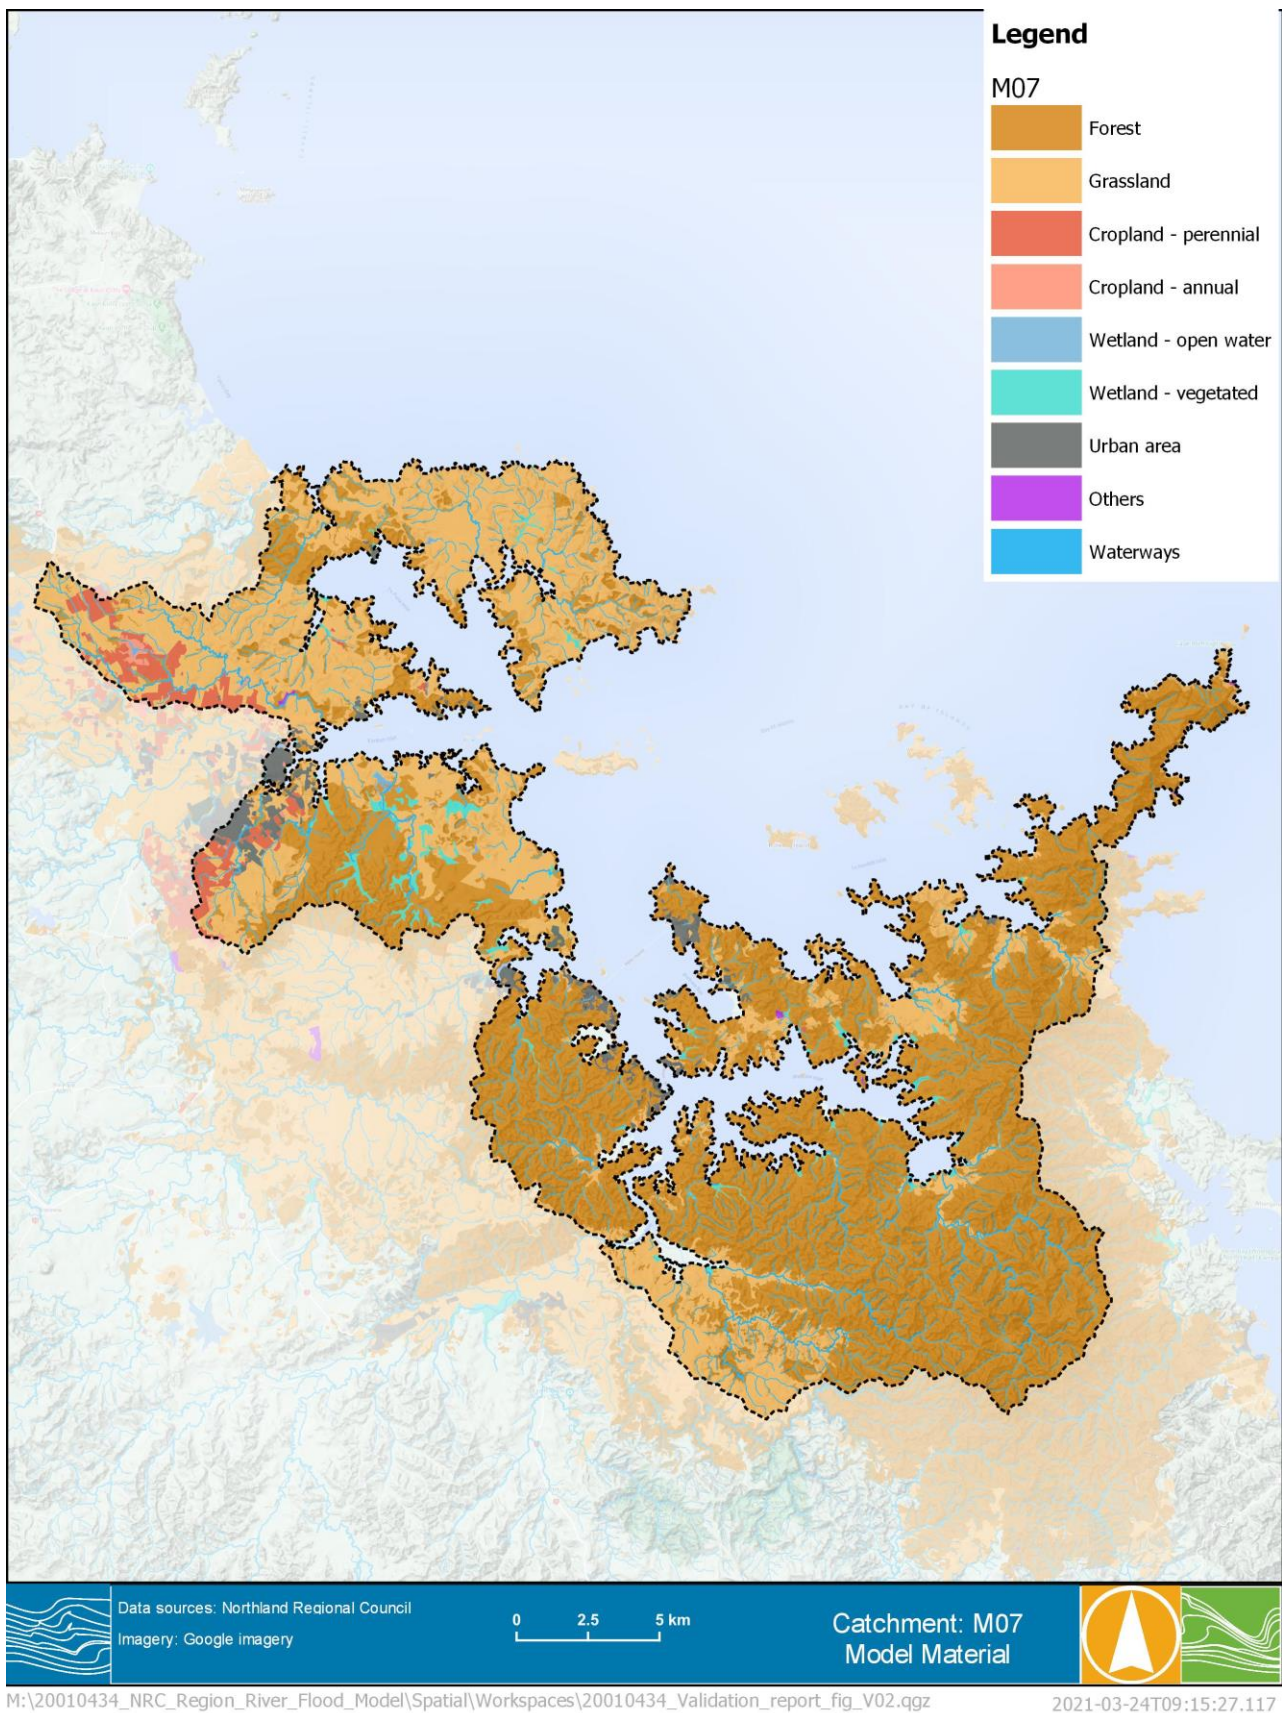 Legend
M07
Forest
Grassland
Cropland - perennial
Cropland - annual
Wetland - open water
Wetland - vegetated
Urban area
Others
Waterways
Data sources: Northland Regional Council
Imagery: Google imagery
0 2.5 5 km
Catchment: M07
Model Material
M:\20010434_NRC_Region_River_Flood_Model\Spatial\Workspaces\20010434_Validation_report_fig_V02.qgz
2021-03-24T09:15:27.117